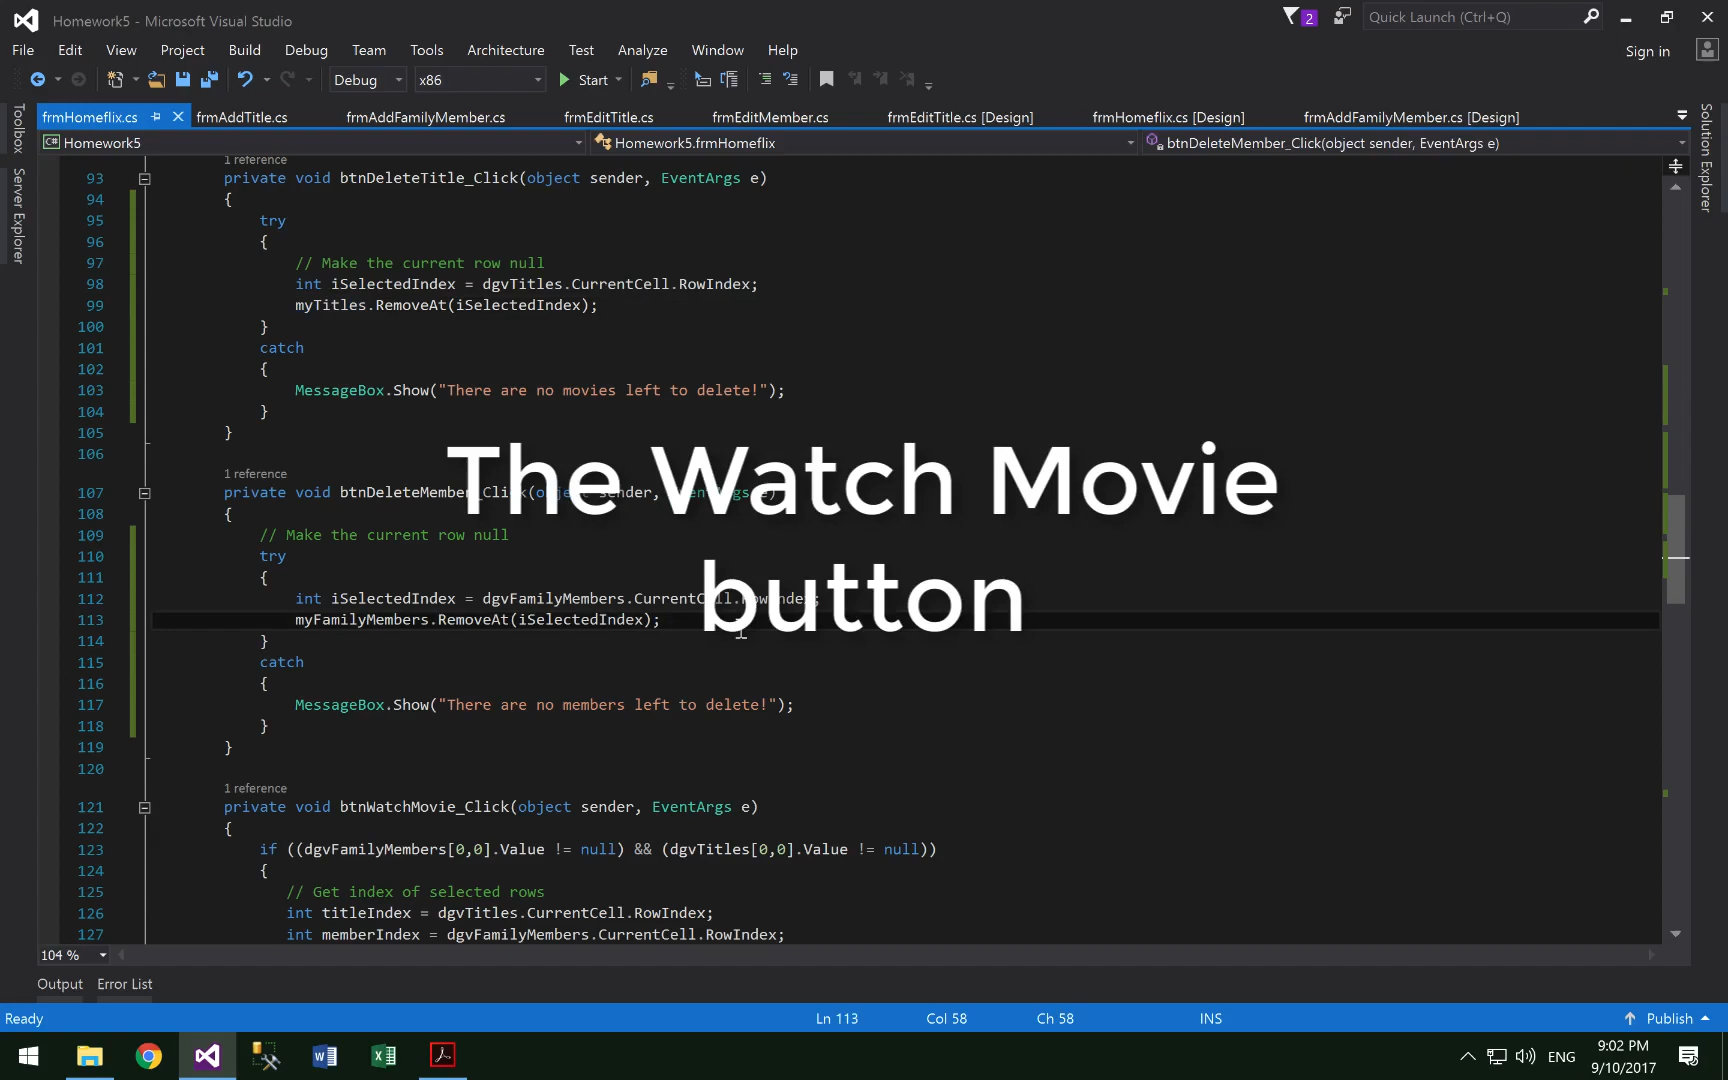 Homework5 - Microsoft Visual Studio
2
Quick Launch (Ctrl+Q)
File Edit View Project Build Debug Team Tools Architecture Test Analyze Window Help
Sign in
Debug x86 Start
frmHomeflix.cs frmAddTitle.cs frmAddFamilyMember.cs frmEditTitle.cs frmEditMember.cs frmEditTitle.cs [Design] frmHomeflix.cs [Design] frmAddFamilyMember.cs [Design]
Toolbox
Server Explorer
Solution Explorer
C# Homework5 Homework5.frmHomeflix btnDeleteMember_Click(object sender, EventArgs e)
1 reference
93 private void btnDeleteTitle_Click(object sender, EventArgs e)
94 {
95 try
96 {
97 // Make the current row null
98 int iSelectedIndex = dgvTitles.CurrentCell.RowIndex;
99 myTitles.RemoveAt(iSelectedIndex);
100 }
101 catch
102 {
103 MessageBox.Show("There are no movies left to delete!");
104 }
105 }
106
1 reference
107 private void btnDeleteMember_Click(object sender, EventArgs e)
108 {
109 // Make the current row null
110 try
111 {
112 int iSelectedIndex = dgvFamilyMembers.CurrentCell.RowIndex;
113 myFamilyMembers.RemoveAt(iSelectedIndex);
114 }
115 catch
116 {
117 MessageBox.Show("There are no members left to delete!");
118 }
119 }
120
1 reference
121 private void btnWatchMovie_Click(object sender, EventArgs e)
122 {
123 if ((dgvFamilyMembers[0,0].Value != null) && (dgvTitles[0,0].Value != null))
124 {
125 // Get index of selected rows
126 int titleIndex = dgvTitles.CurrentCell.RowIndex;
127 int memberIndex = dgvFamilyMembers.CurrentCell.RowIndex;
The Watch Movie
button
104 %
Output Error List
Ready Ln 113 Col 58 Ch 58 INS Publish
ENG
9:02 PM
9/10/2017